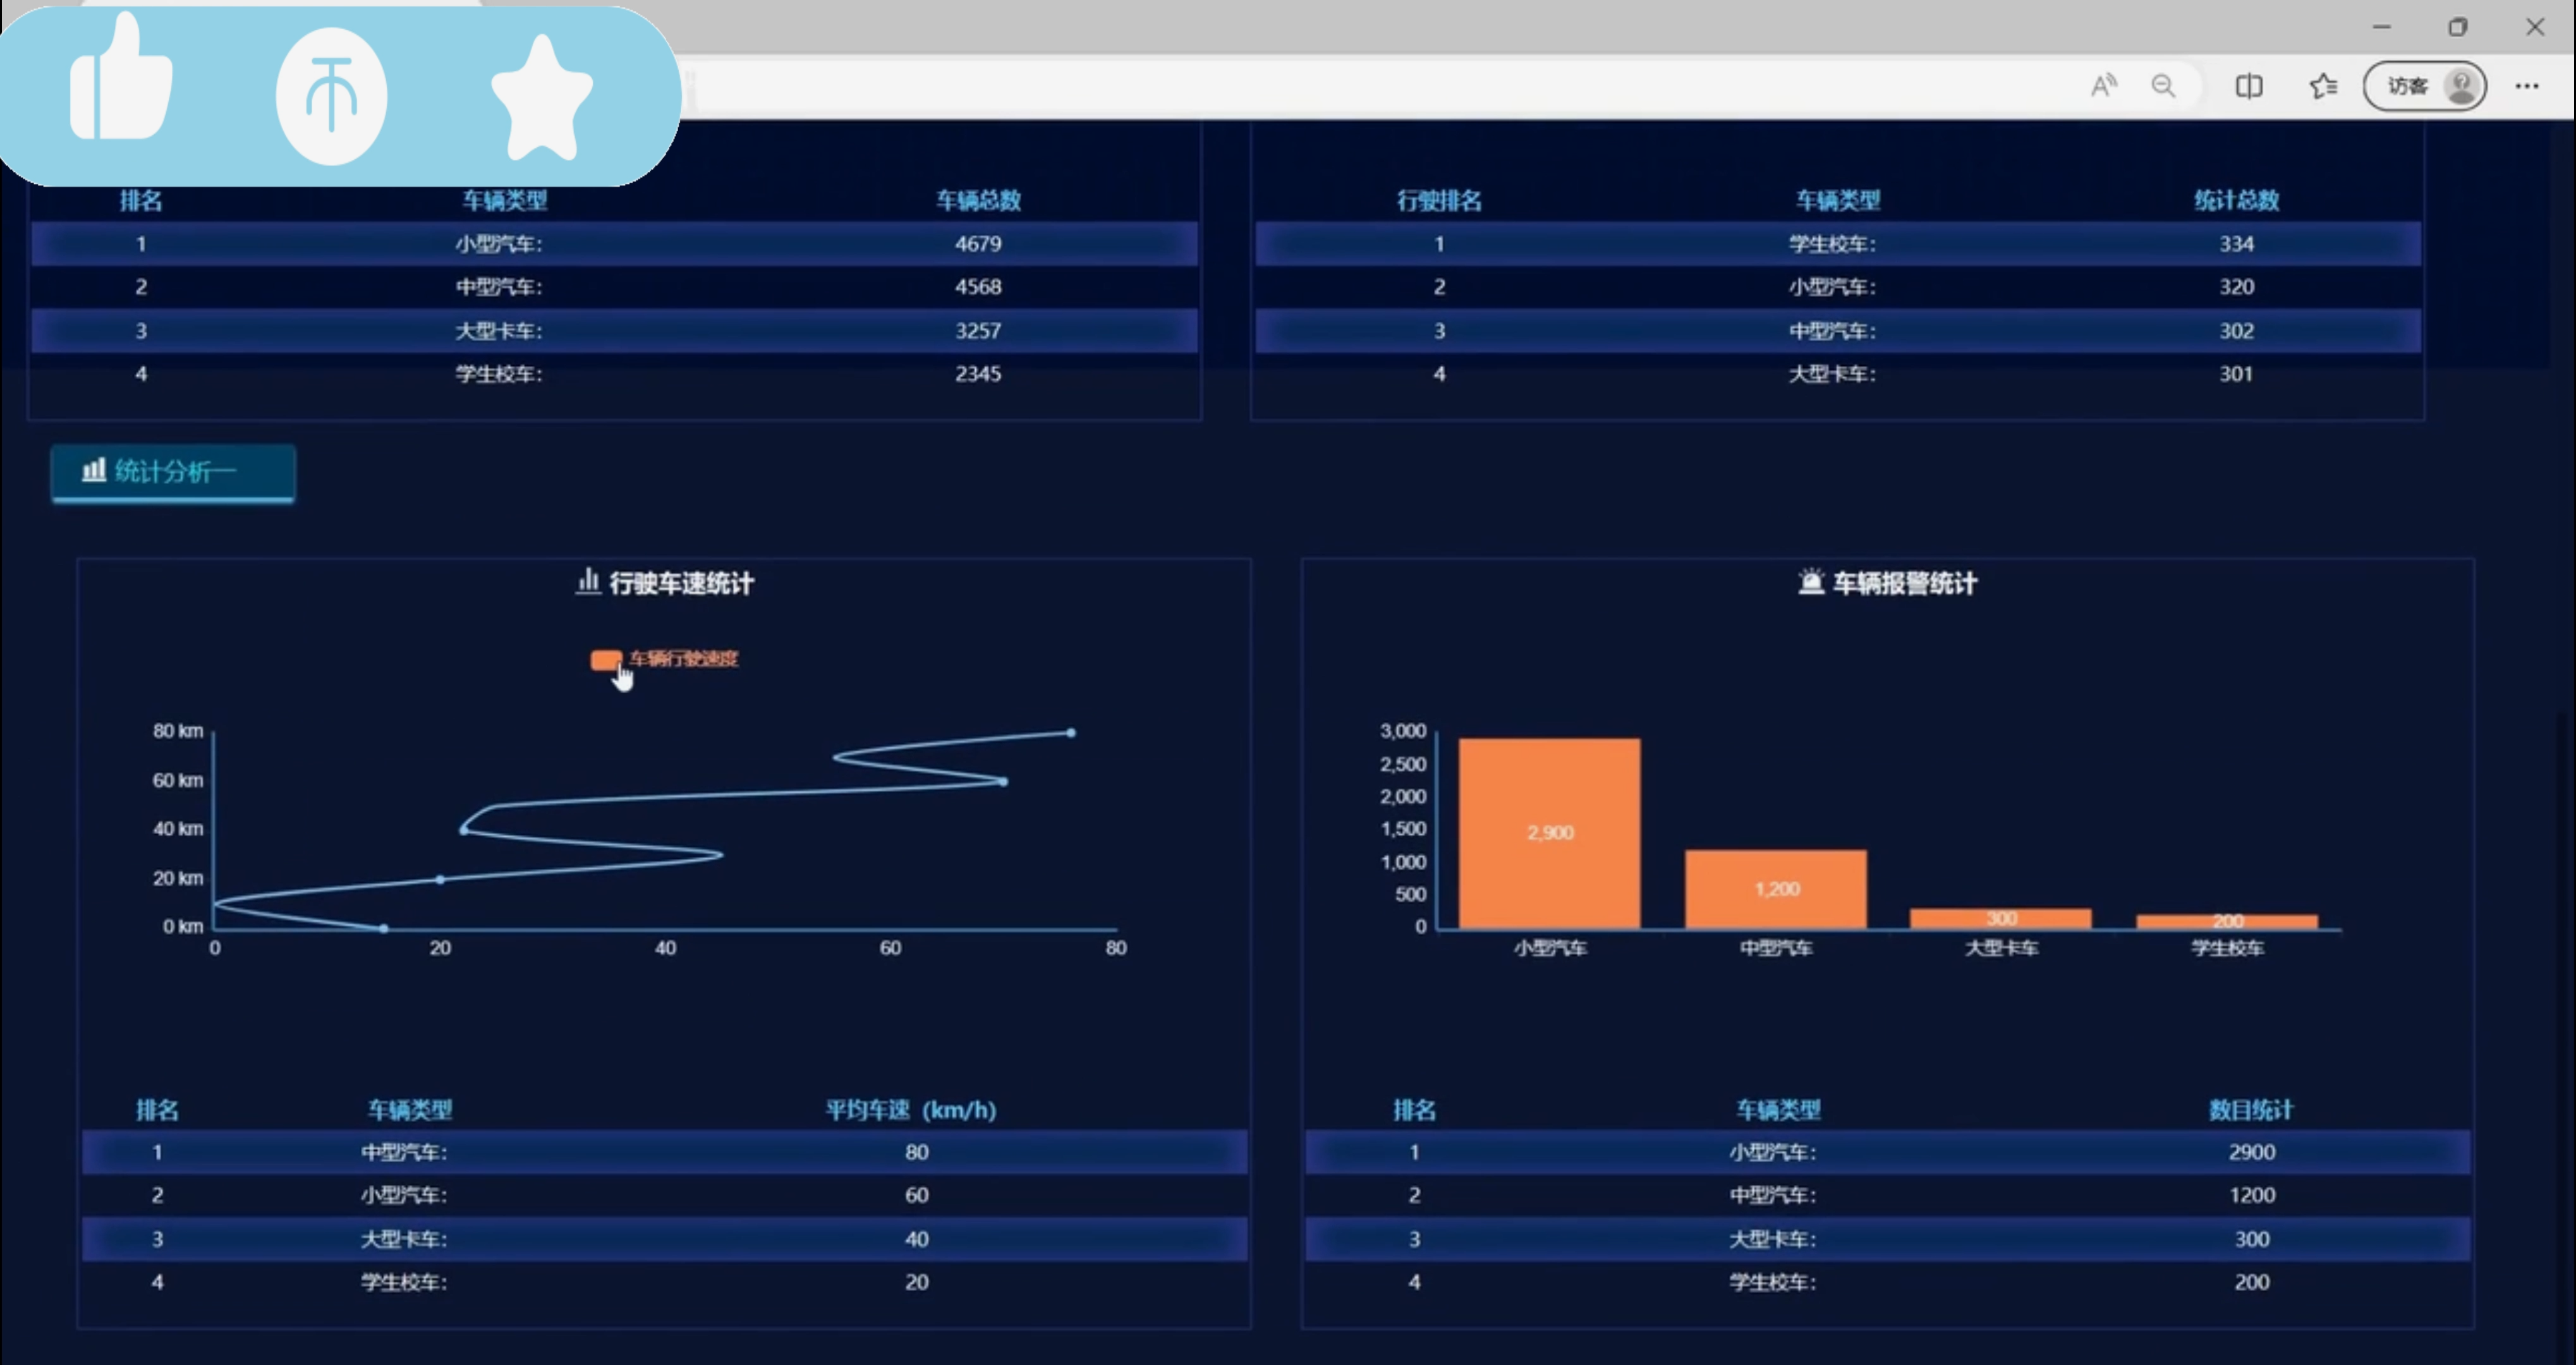 访客
排名 车辆类型 车辆总数
1 小型汽车: 4679
2 中型汽车: 4568
3 大型卡车: 3257
4 学生校车: 2345
行驶排名 车辆类型 统计总数
1 学生校车: 334
2 小型汽车: 320
3 中型汽车: 302
4 大型卡车: 301
统计分析一
行驶车速统计
车辆行驶速度
80 km
60 km
40 km
20 km
0 km
0 20 40 60 80
排名 车辆类型 平均车速 (km/h)
1 中型汽车: 80
2 小型汽车: 60
3 大型卡车: 40
4 学生校车: 20
车辆报警统计
3,000
2,500
2,000
1,500
1,000
500
0
2,900
1,200
300
200
小型汽车 中型汽车 大型卡车 学生校车
排名 车辆类型 数目统计
1 小型汽车: 2900
2 中型汽车: 1200
3 大型卡车: 300
4 学生校车: 200